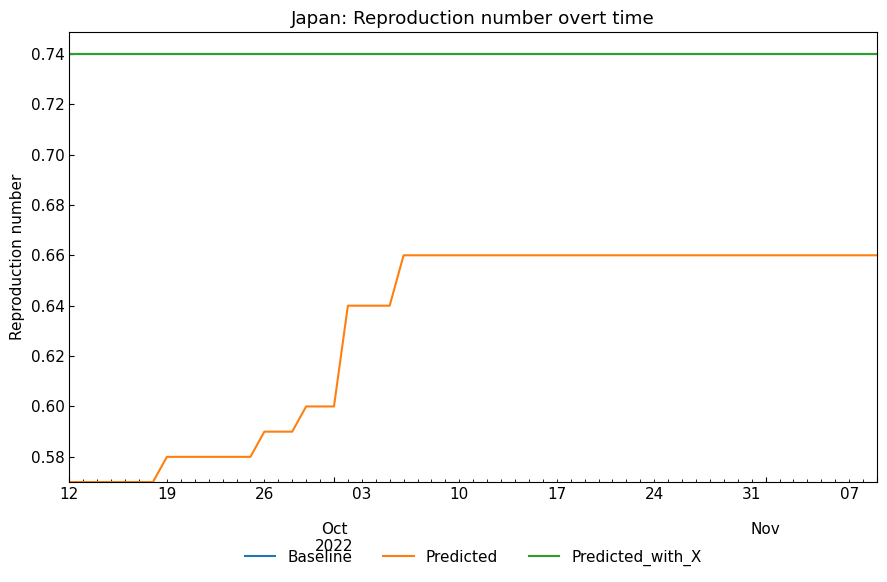 Japan: Reproduction number overt time
Reproduction number
0.74
0.72
0.70
0.68
0.66
0.64
0.62
0.60
0.58
12 19 26 03 10 17 24 31 07
Oct Nov
2022
Baseline Predicted Predicted_with_X